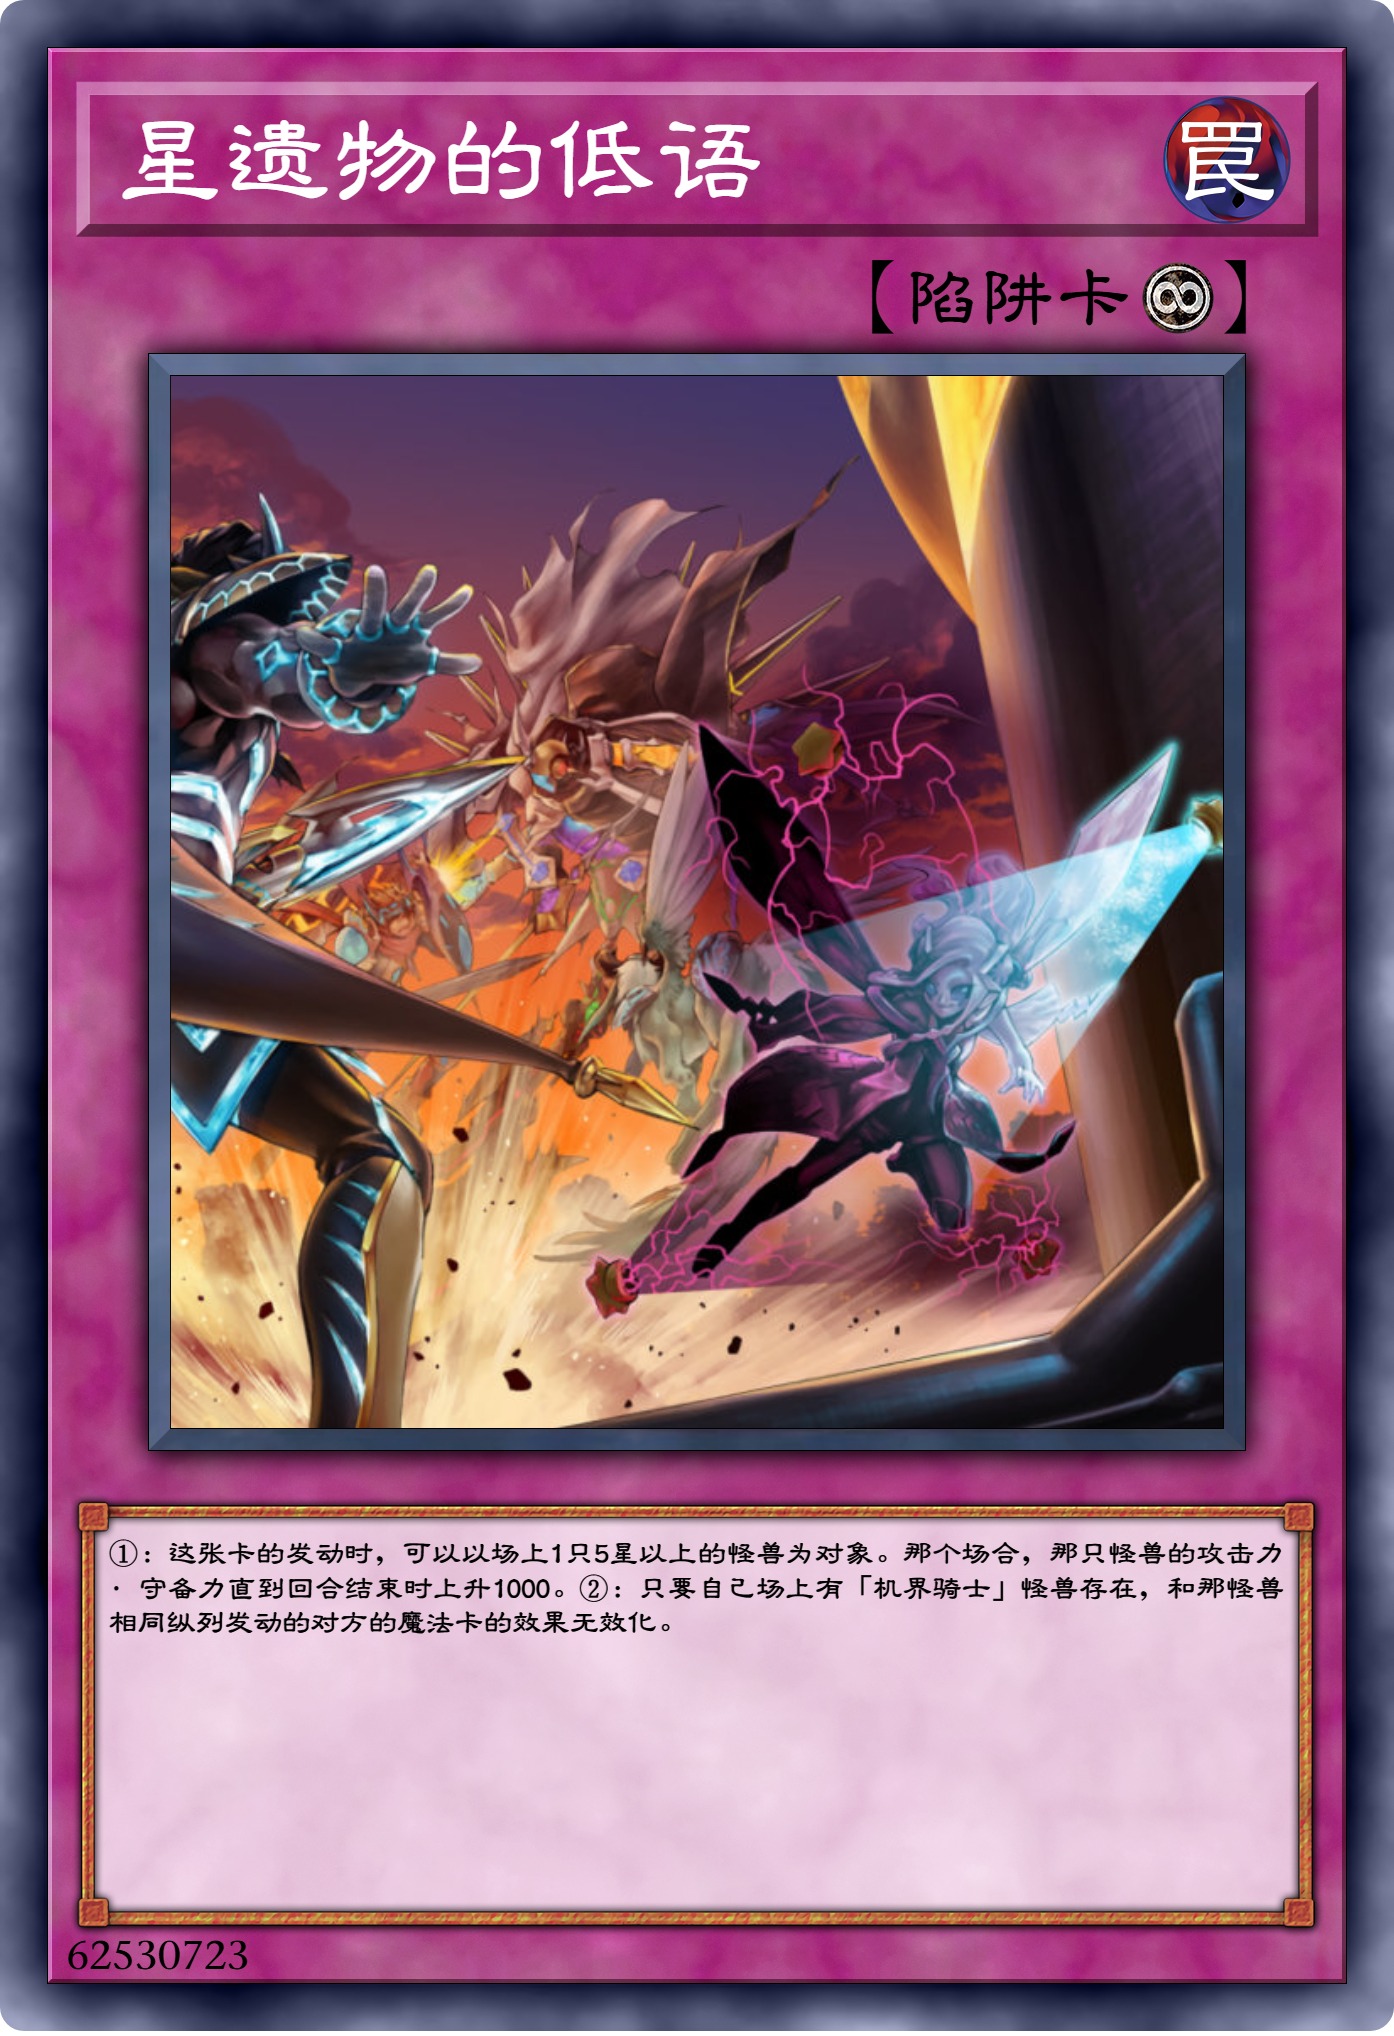 星遗物的低语
罠
【陷阱卡】
①：这张卡的发动时，可以以场上1只5星以上的怪兽为对象。那个场合，那只怪兽的攻击力
·守备力直到回合结束时上升1000。②：只要自己场上有「机界骑士」怪兽存在，和那怪兽
相同纵列发动的对方的魔法卡的效果无效化。
62530723